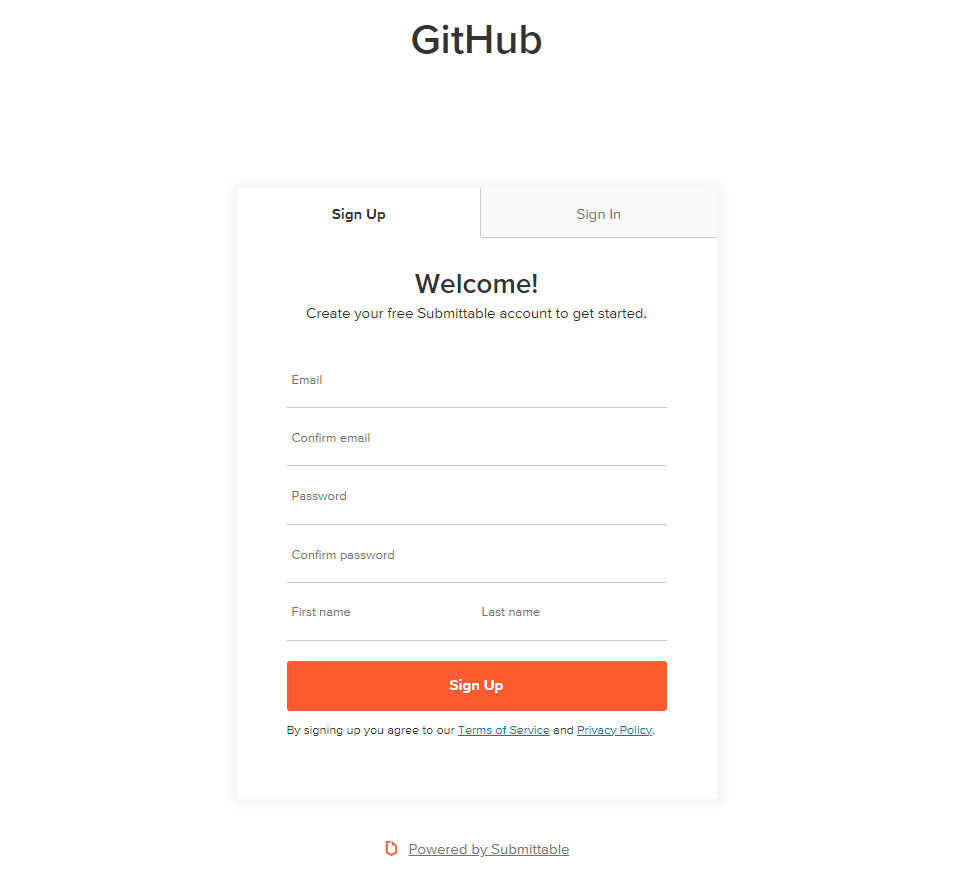 GitHub
Sign Up
Sign In
Welcome!
Create your free Submittable account to get started.
Email
Confirm email
Password
Confirm password
First name Last name
Sign Up
By signing up you agree to our Terms of Service and Privacy Policy.
Powered by Submittable